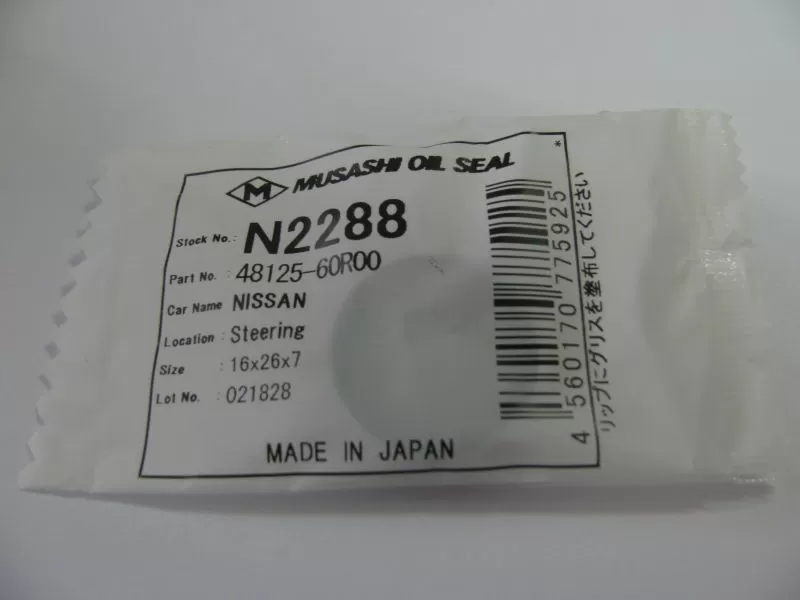 M MUSASHI OIL SEAL
*
Stock No.: N2288
Part No. : 48125-60R00
Car Name NISSAN
Location : Steering
Size : 16x26x7
Lot No. : 021828
MADE IN JAPAN
4 560170 775925
リップにグリスを塗布してください